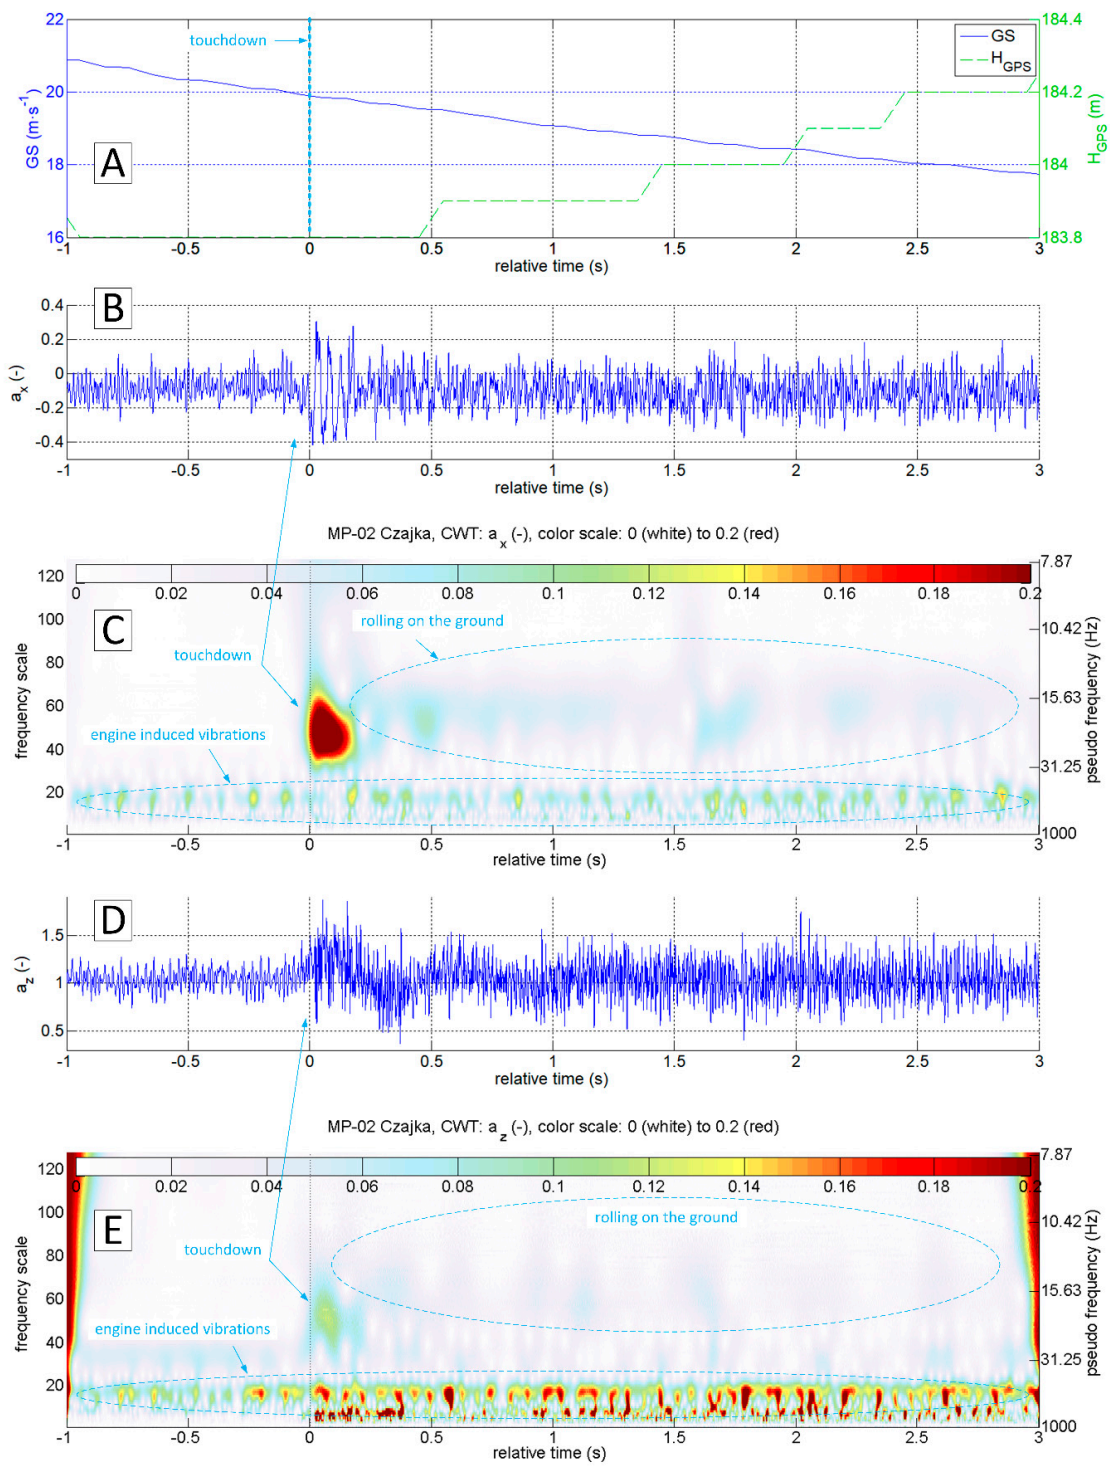 22
20
18
16
GS (m·s⁻¹)
A
touchdown
GS
H_GPS
184.4
184.2
184
183.8
H_GPS (m)
-1 -0.5 0 0.5 1 1.5 2 2.5 3
relative time (s)
B
0.4
0.2
0
-0.2
-0.4
a_x (-)
-1 -0.5 0 0.5 1 1.5 2 2.5 3
relative time (s)
MP-02 Czajka, CWT: a_x (-), color scale: 0 (white) to 0.2 (red)
0 0.02 0.04 0.06 0.08 0.1 0.12 0.14 0.16 0.18 0.2
120
100
80
60
40
20
frequency scale
C
rolling on the ground
touchdown
engine induced vibrations
7.87
10.42
15.63
31.25
1000
pseudo frequency (Hz)
-1 -0.5 0 0.5 1 1.5 2 2.5 3
relative time (s)
D
1.5
1
0.5
a_z (-)
-1 -0.5 0 0.5 1 1.5 2 2.5 3
relative time (s)
MP-02 Czajka, CWT: a_z (-), color scale: 0 (white) to 0.2 (red)
0 0.02 0.04 0.06 0.08 0.1 0.12 0.14 0.16 0.18 0.2
120
100
80
60
40
20
frequency scale
E
rolling on the ground
touchdown
engine induced vibrations
7.87
10.42
15.63
31.25
1000
pseudo frequency (Hz)
-1 -0.5 0 0.5 1 1.5 2 2.5 3
relative time (s)